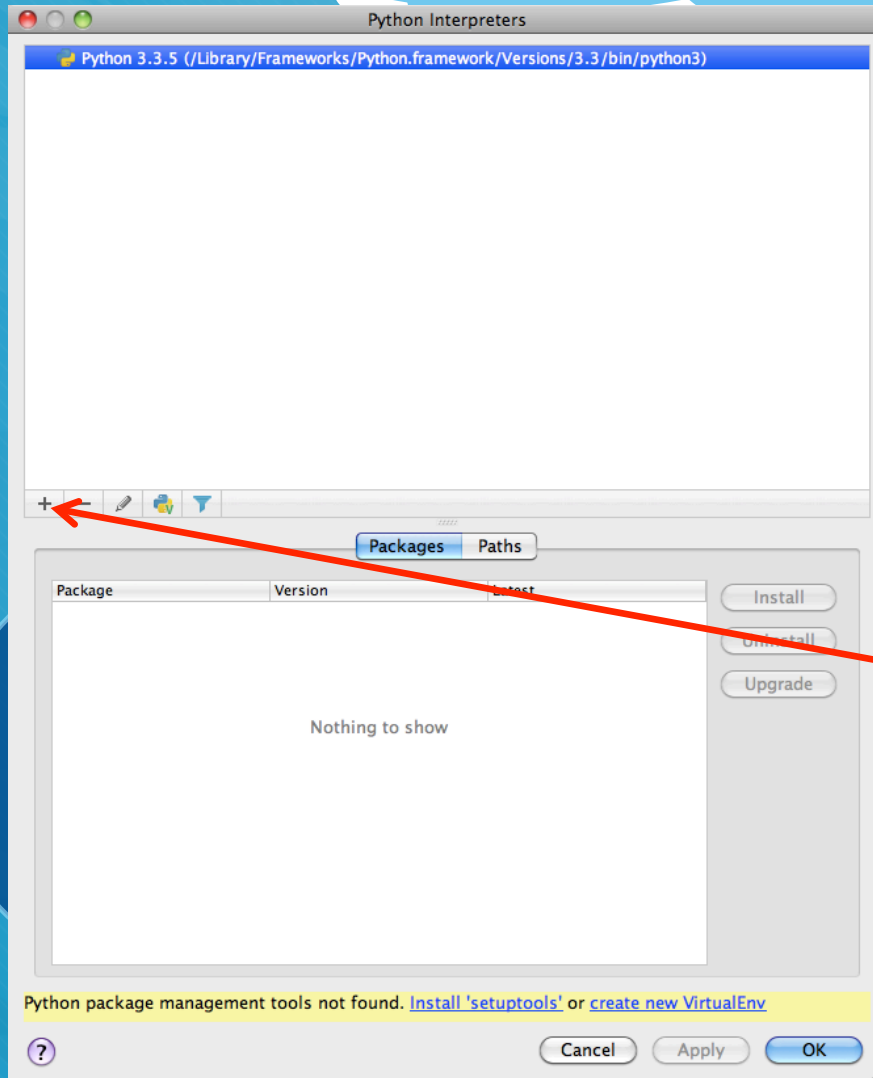 Python Interpreters
Python 3.3.5 (/Library/Frameworks/Python.framework/Versions/3.3/bin/python3)
+ −
Packages Paths
Package Version Latest
Install
Uninstall
Upgrade
Nothing to show
Python package management tools not found. Install 'setuptools' or create new VirtualEnv
? Cancel Apply OK